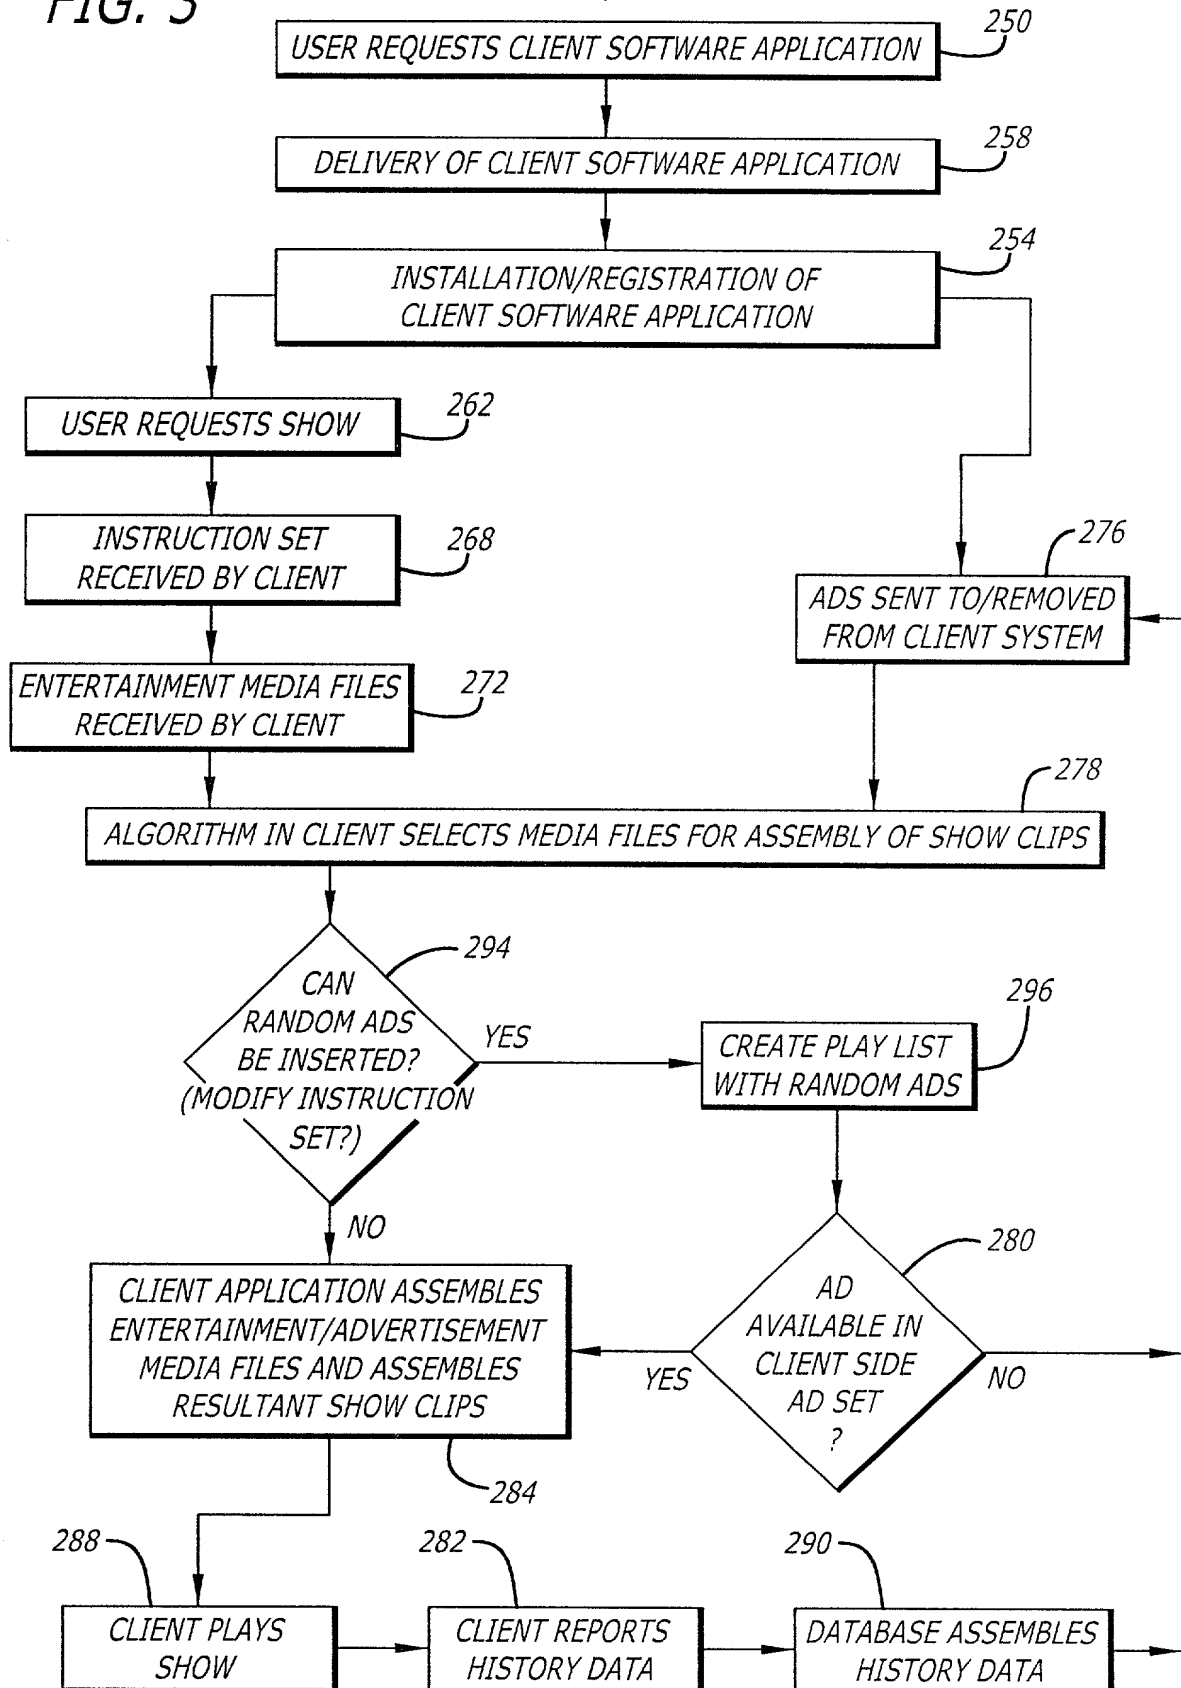 FIG. 3
USER REQUESTS CLIENT SOFTWARE APPLICATION
250
DELIVERY OF CLIENT SOFTWARE APPLICATION
258
INSTALLATION/REGISTRATION OF
CLIENT SOFTWARE APPLICATION
254
USER REQUESTS SHOW
262
INSTRUCTION SET
RECEIVED BY CLIENT
268
ENTERTAINMENT MEDIA FILES
RECEIVED BY CLIENT
272
ADS SENT TO/REMOVED
FROM CLIENT SYSTEM
276
ALGORITHM IN CLIENT SELECTS MEDIA FILES FOR ASSEMBLY OF SHOW CLIPS
278
CAN
RANDOM ADS
BE INSERTED?
(MODIFY INSTRUCTION
SET?)
294
YES
NO
CREATE PLAY LIST
WITH RANDOM ADS
296
AD
AVAILABLE IN
CLIENT SIDE
AD SET
?
280
YES
NO
CLIENT APPLICATION ASSEMBLES
ENTERTAINMENT/ADVERTISEMENT
MEDIA FILES AND ASSEMBLES
RESULTANT SHOW CLIPS
284
CLIENT PLAYS
SHOW
288
CLIENT REPORTS
HISTORY DATA
282
DATABASE ASSEMBLES
HISTORY DATA
290